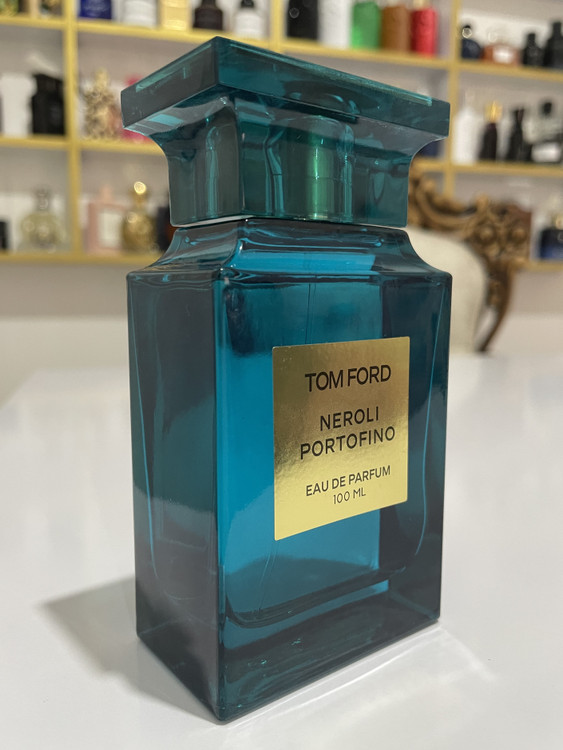 TOM FORD
NEROLI
PORTOFINO
EAU DE PARFUM
100 ML